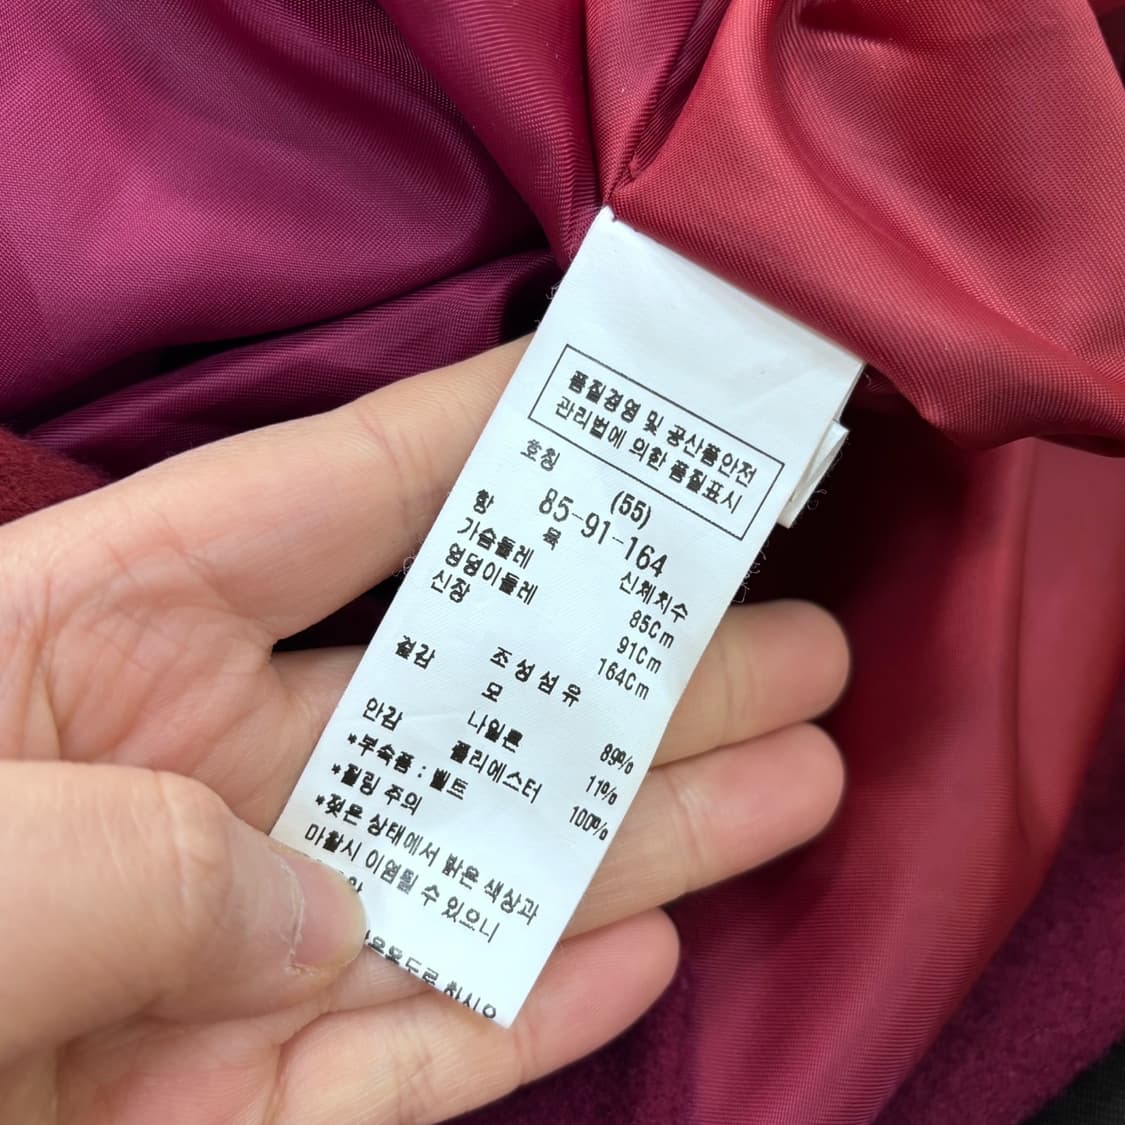 품질경영 및 공산품안전
관리법에 의한 품질표시
호칭
(55)
85-91-164
항 목 신체치수
가슴둘레 85Cm
엉덩이둘레 91Cm
신장 164Cm
조성섬유
겉감 모 89%
나일론 11%
안감 폴리에스터 100%
*부속품 : 벨트
*필링 주의
*젖은 상태에서 밝은 색상과
마찰시 이염될 수 있으니